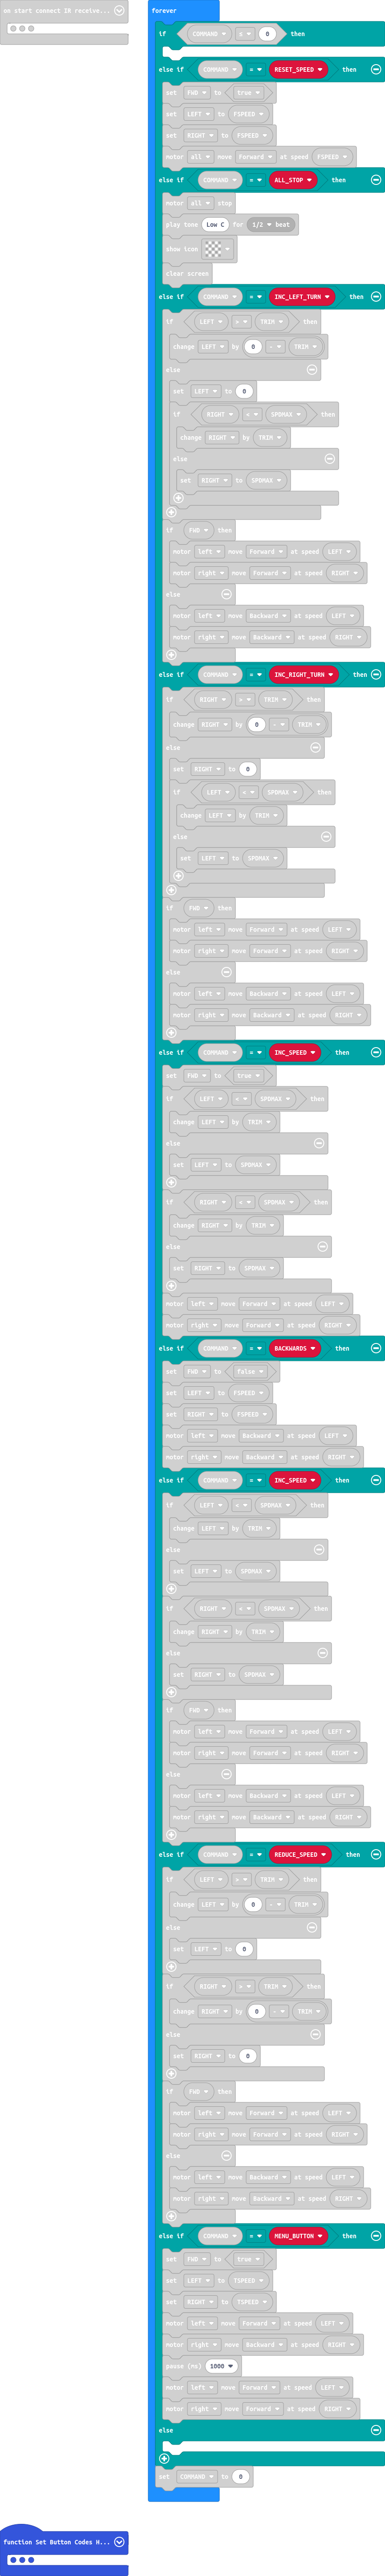 on start connect IR receive...
forever
if COMMAND = 0 then
else if COMMAND = RESET_SPEED then
set FWD to true
set LEFT to FSPEED
set RIGHT to FSPEED
motor all move Forward at speed FSPEED
else if COMMAND = ALL_STOP then
motor all stop
play tone Low C for 1/2 beat
show icon
clear screen
else if COMMAND = INC_LEFT_TURN then
if LEFT > TRIM then
change LEFT by 0 - TRIM
else
set LEFT to 0
if RIGHT < SPDMAX then
change RIGHT by TRIM
else
set RIGHT to SPDMAX
if FWD then
motor left move Forward at speed LEFT
motor right move Forward at speed RIGHT
else
motor left move Backward at speed LEFT
motor right move Backward at speed RIGHT
else if COMMAND = INC_RIGHT_TURN then
if RIGHT > TRIM then
change RIGHT by 0 - TRIM
else
set RIGHT to 0
if LEFT < SPDMAX then
change LEFT by TRIM
else
set LEFT to SPDMAX
if FWD then
motor left move Forward at speed LEFT
motor right move Forward at speed RIGHT
else
motor left move Backward at speed LEFT
motor right move Backward at speed RIGHT
else if COMMAND = INC_SPEED then
set FWD to true
if LEFT < SPDMAX then
change LEFT by TRIM
else
set LEFT to SPDMAX
if RIGHT < SPDMAX then
change RIGHT by TRIM
else
set RIGHT to SPDMAX
motor left move Forward at speed LEFT
motor right move Forward at speed RIGHT
else if COMMAND = BACKWARDS then
set FWD to false
set LEFT to FSPEED
set RIGHT to FSPEED
motor left move Backward at speed LEFT
motor right move Backward at speed RIGHT
else if COMMAND = INC_SPEED then
if LEFT < SPDMAX then
change LEFT by TRIM
else
set LEFT to SPDMAX
if RIGHT < SPDMAX then
change RIGHT by TRIM
else
set RIGHT to SPDMAX
if FWD then
motor left move Forward at speed LEFT
motor right move Forward at speed RIGHT
else
motor left move Backward at speed LEFT
motor right move Backward at speed RIGHT
else if COMMAND = REDUCE_SPEED then
if LEFT > TRIM then
change LEFT by 0 - TRIM
else
set LEFT to 0
if RIGHT > TRIM then
change RIGHT by 0 - TRIM
else
set RIGHT to 0
if FWD then
motor left move Forward at speed LEFT
motor right move Forward at speed RIGHT
else
motor left move Backward at speed LEFT
motor right move Backward at speed RIGHT
else if COMMAND = MENU_BUTTON then
set FWD to true
set LEFT to TSPEED
set RIGHT to TSPEED
motor left move Forward at speed LEFT
motor right move Backward at speed RIGHT
pause (ms) 1000
motor left move Forward at speed LEFT
motor right move Forward at speed RIGHT
else
set COMMAND to 0
function Set Button Codes H...